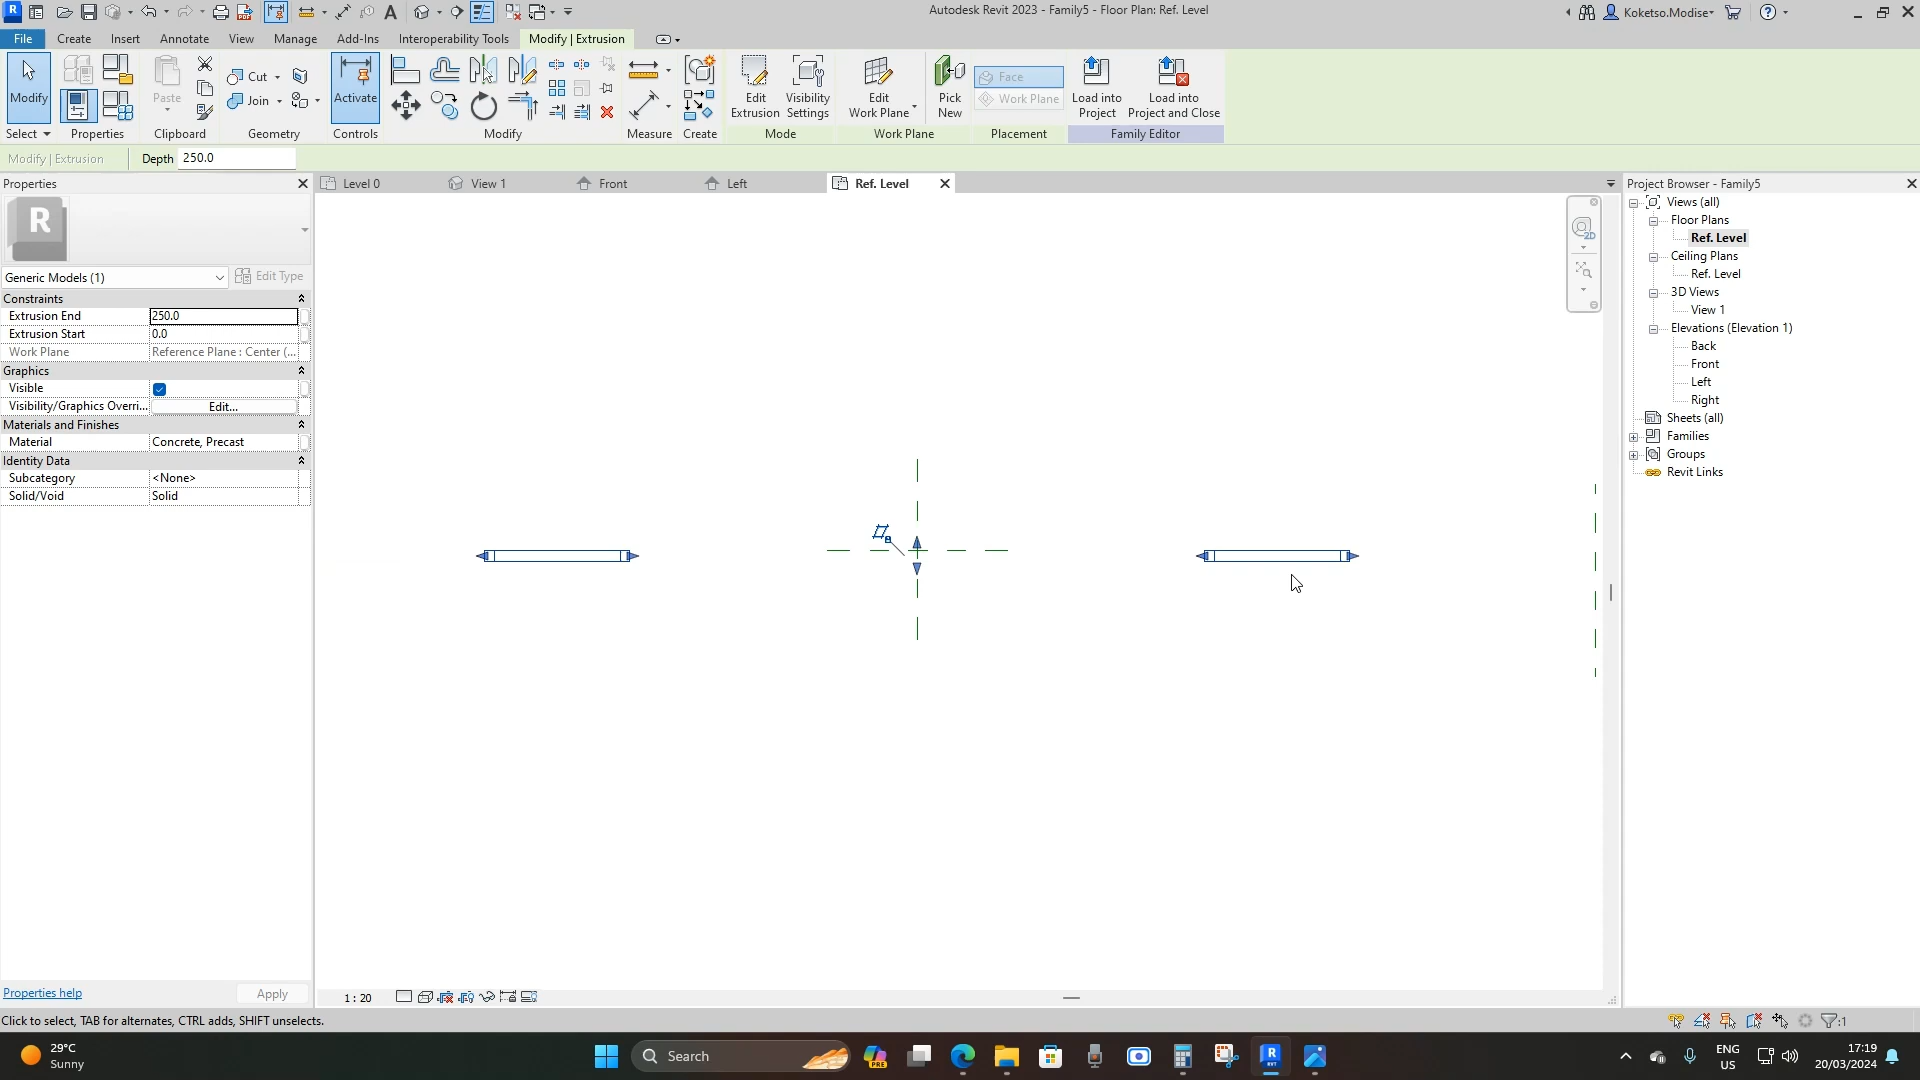 Autodesk Revit 2023 - Family5 - Floor Plan: Ref. Level
Koketso.Modise
File Create Insert Annotate View Manage Add-Ins Interoperability Tools Modify | Extrusion
Modify
Paste
Cut
Join
Activate
Edit Extrusion
Visibility Settings
Edit Work Plane
Pick New
Face
Work Plane
Load into Project
Load into Project and Close
Select Properties Clipboard Geometry Controls Modify Measure Create Mode Work Plane Placement Family Editor
Modify | Extrusion Depth 250.0
Properties
Level 0 View 1 Front Left Ref. Level
R
Generic Models (1) Edit Type
Constraints
Extrusion End 250.0
Extrusion Start 0.0
Work Plane Reference Plane : Center (...
Graphics
Visible
Visibility/Graphics Overri... Edit...
Materials and Finishes
Material Concrete, Precast
Identity Data
Subcategory <None>
Solid/Void Solid
Properties help Apply
2D
Project Browser - Family5
Views (all)
Floor Plans
Ref. Level
Ceiling Plans
Ref. Level
3D Views
View 1
Elevations (Elevation 1)
Back
Front
Left
Right
Sheets (all)
Families
Groups
Revit Links
1 : 20
Click to select, TAB for alternates, CTRL adds, SHIFT unselects.
:1
29°C
Sunny
Search
PRE
ENG
US
17:19
20/03/2024